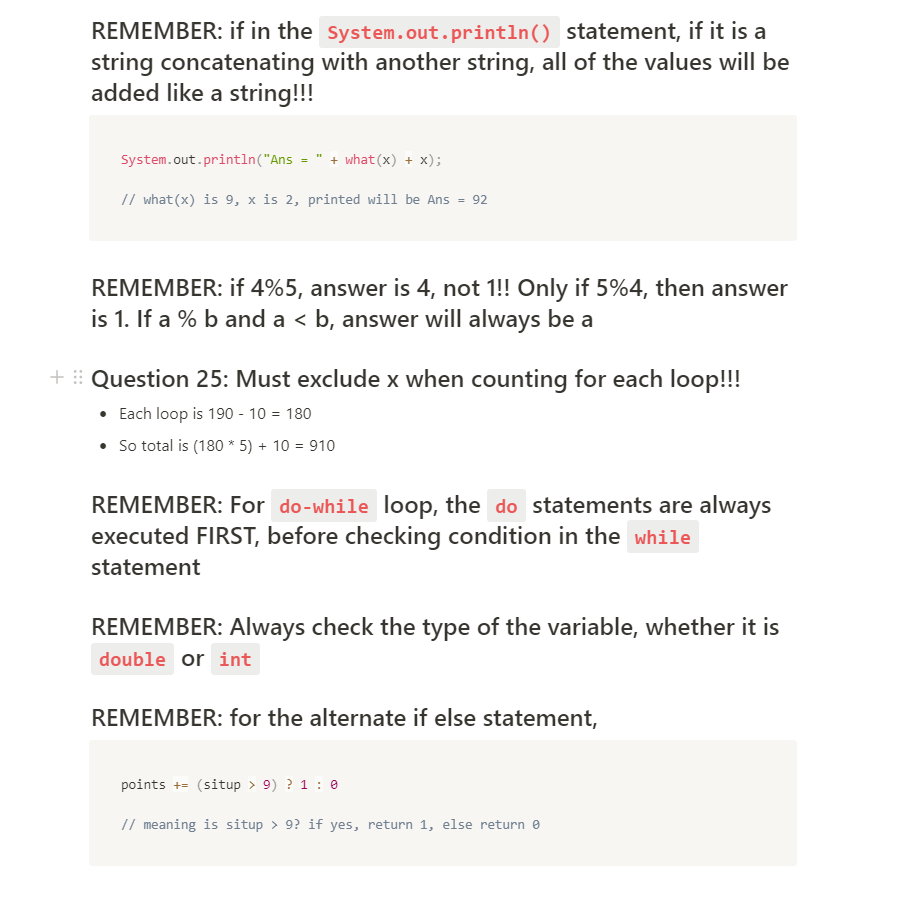 REMEMBER: if in the System.out.println() statement, if it is a
string concatenating with another string, all of the values will be
added like a string!!!
System.out.println("Ans = " + what(x) + x);
// what(x) is 9, x is 2, printed will be Ans = 92
REMEMBER: if 4%5, answer is 4, not 1!! Only if 5%4, then answer
is 1. If a % b and a < b, answer will always be a
Question 25: Must exclude x when counting for each loop!!!
• Each loop is 190 - 10 = 180
• So total is (180 * 5) + 10 = 910
REMEMBER: For do-while loop, the do statements are always
executed FIRST, before checking condition in the while
statement
REMEMBER: Always check the type of the variable, whether it is
double or int
REMEMBER: for the alternate if else statement,
points += (situp > 9) ? 1 : 0
// meaning is situp > 9? if yes, return 1, else return 0